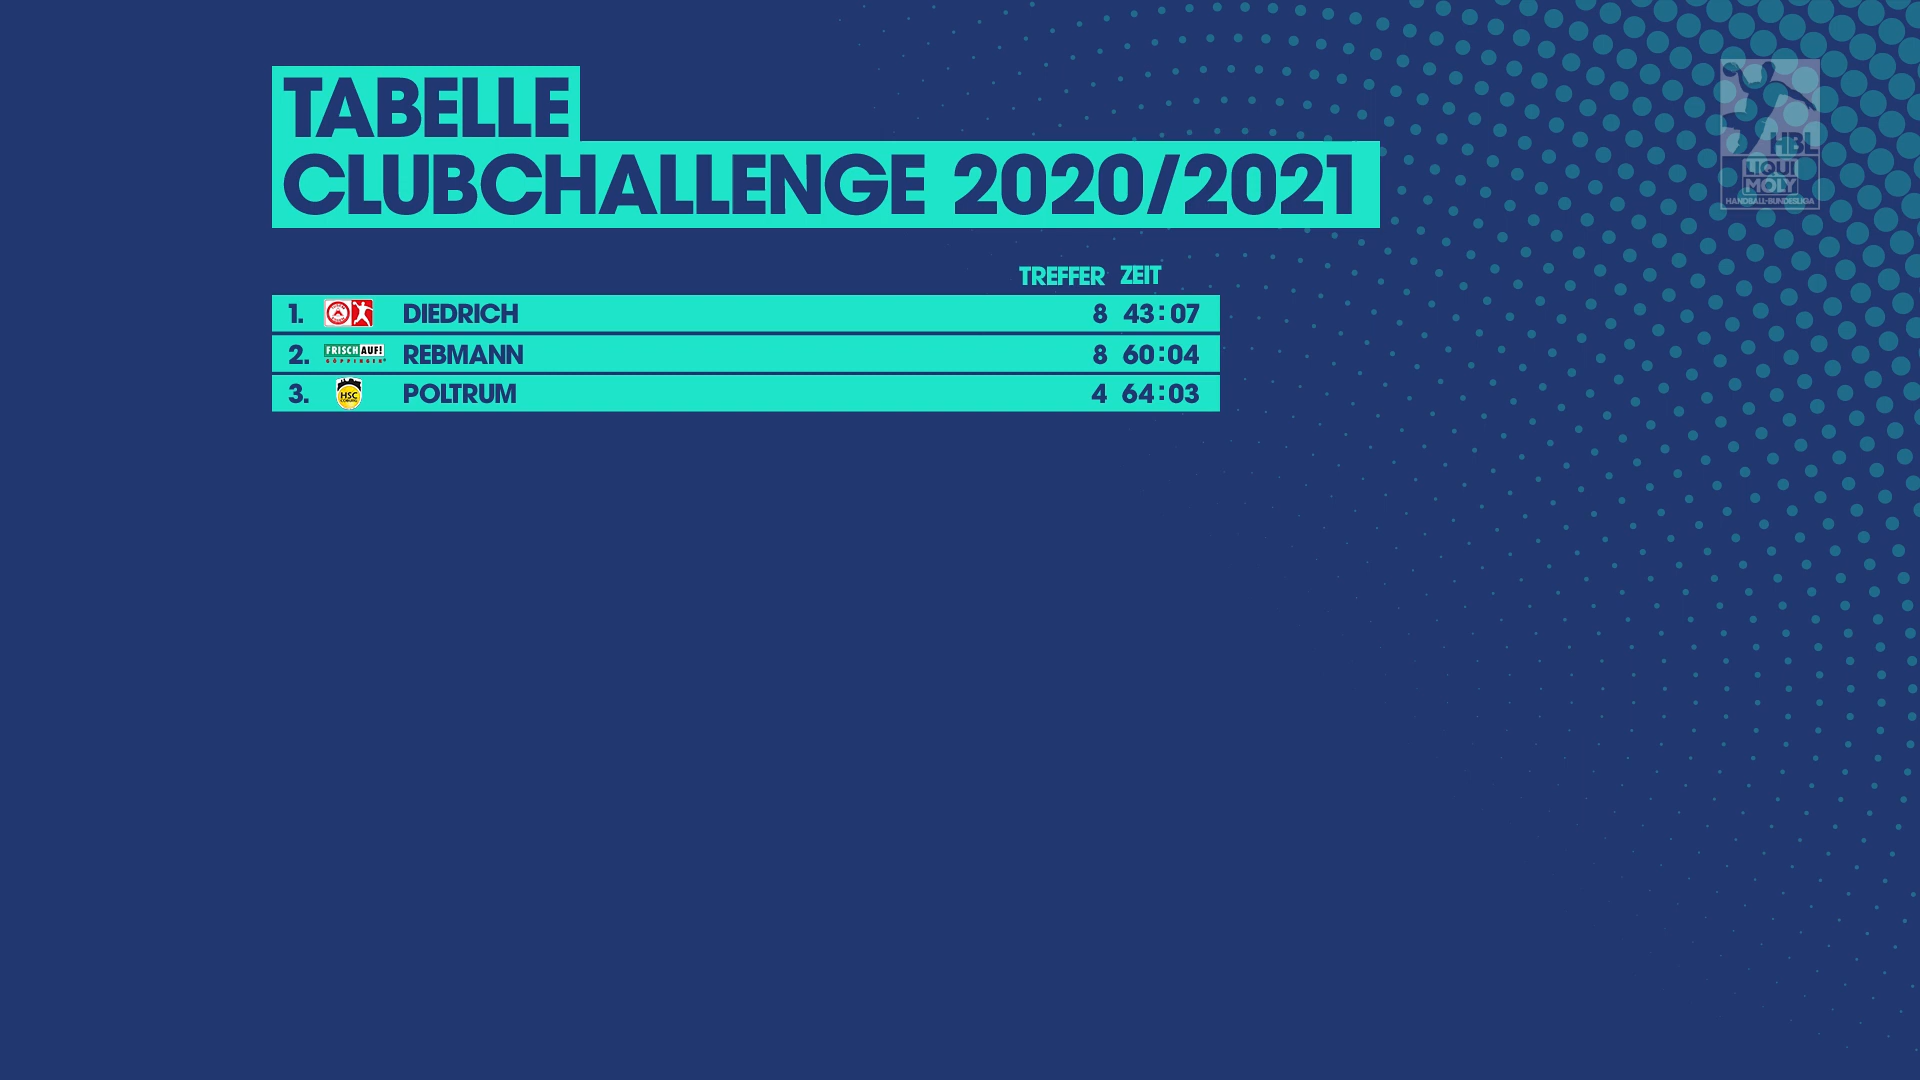 TABELLE
CLUBCHALLENGE 2020/2021
HBL
LIQUI
MOLY
HANDBALL-BUNDESLIGA
TREFFER ZEIT
1. DIEDRICH 8 43:07
2. FRISCH AUF! GÖPPINGEN REBMANN 8 60:04
3. HSC COBURG POLTRUM 4 64:03